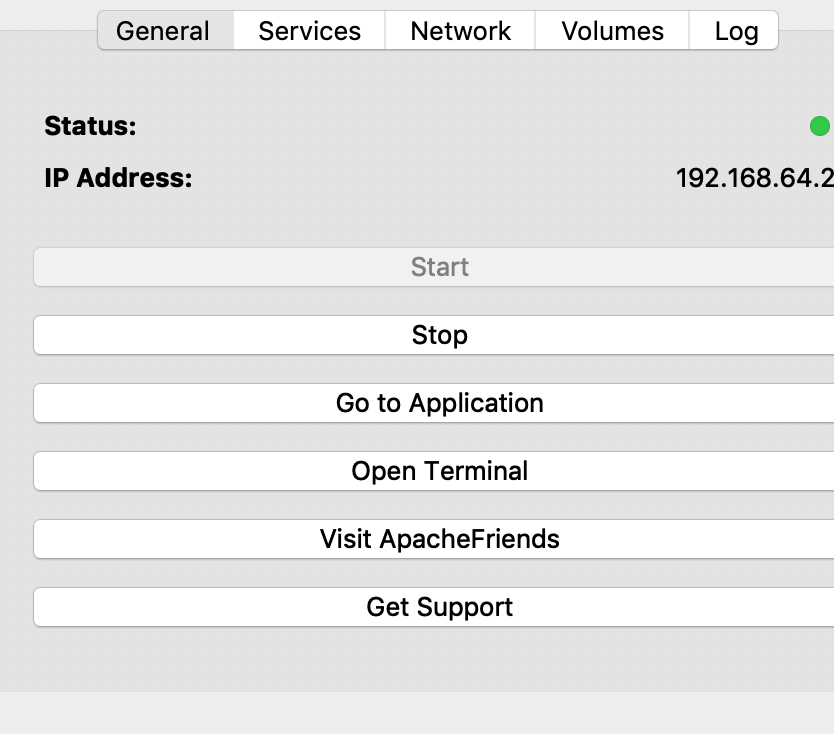 General Services Network Volumes Log
Status:
IP Address: 192.168.64.2
Start
Stop
Go to Application
Open Terminal
Visit ApacheFriends
Get Support